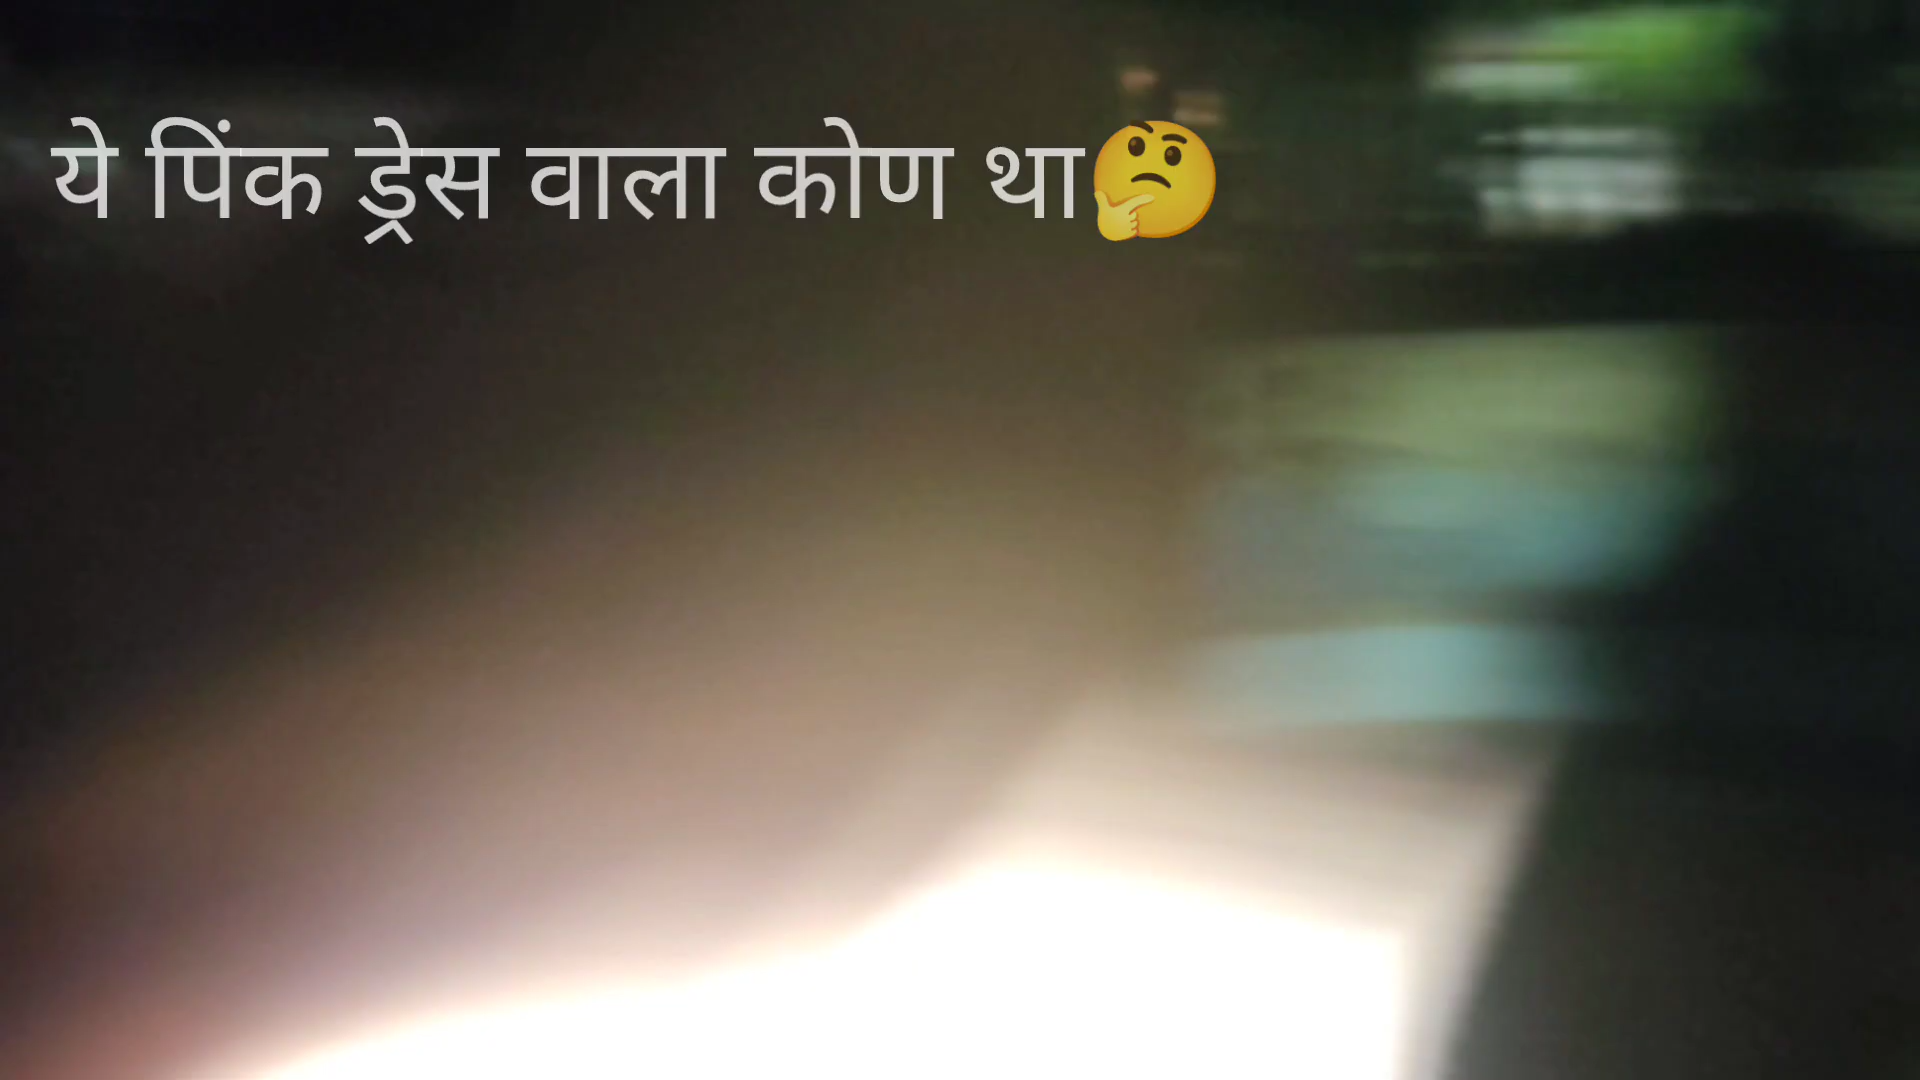 ये पिंक ड्रेस वाला कोण था🤔